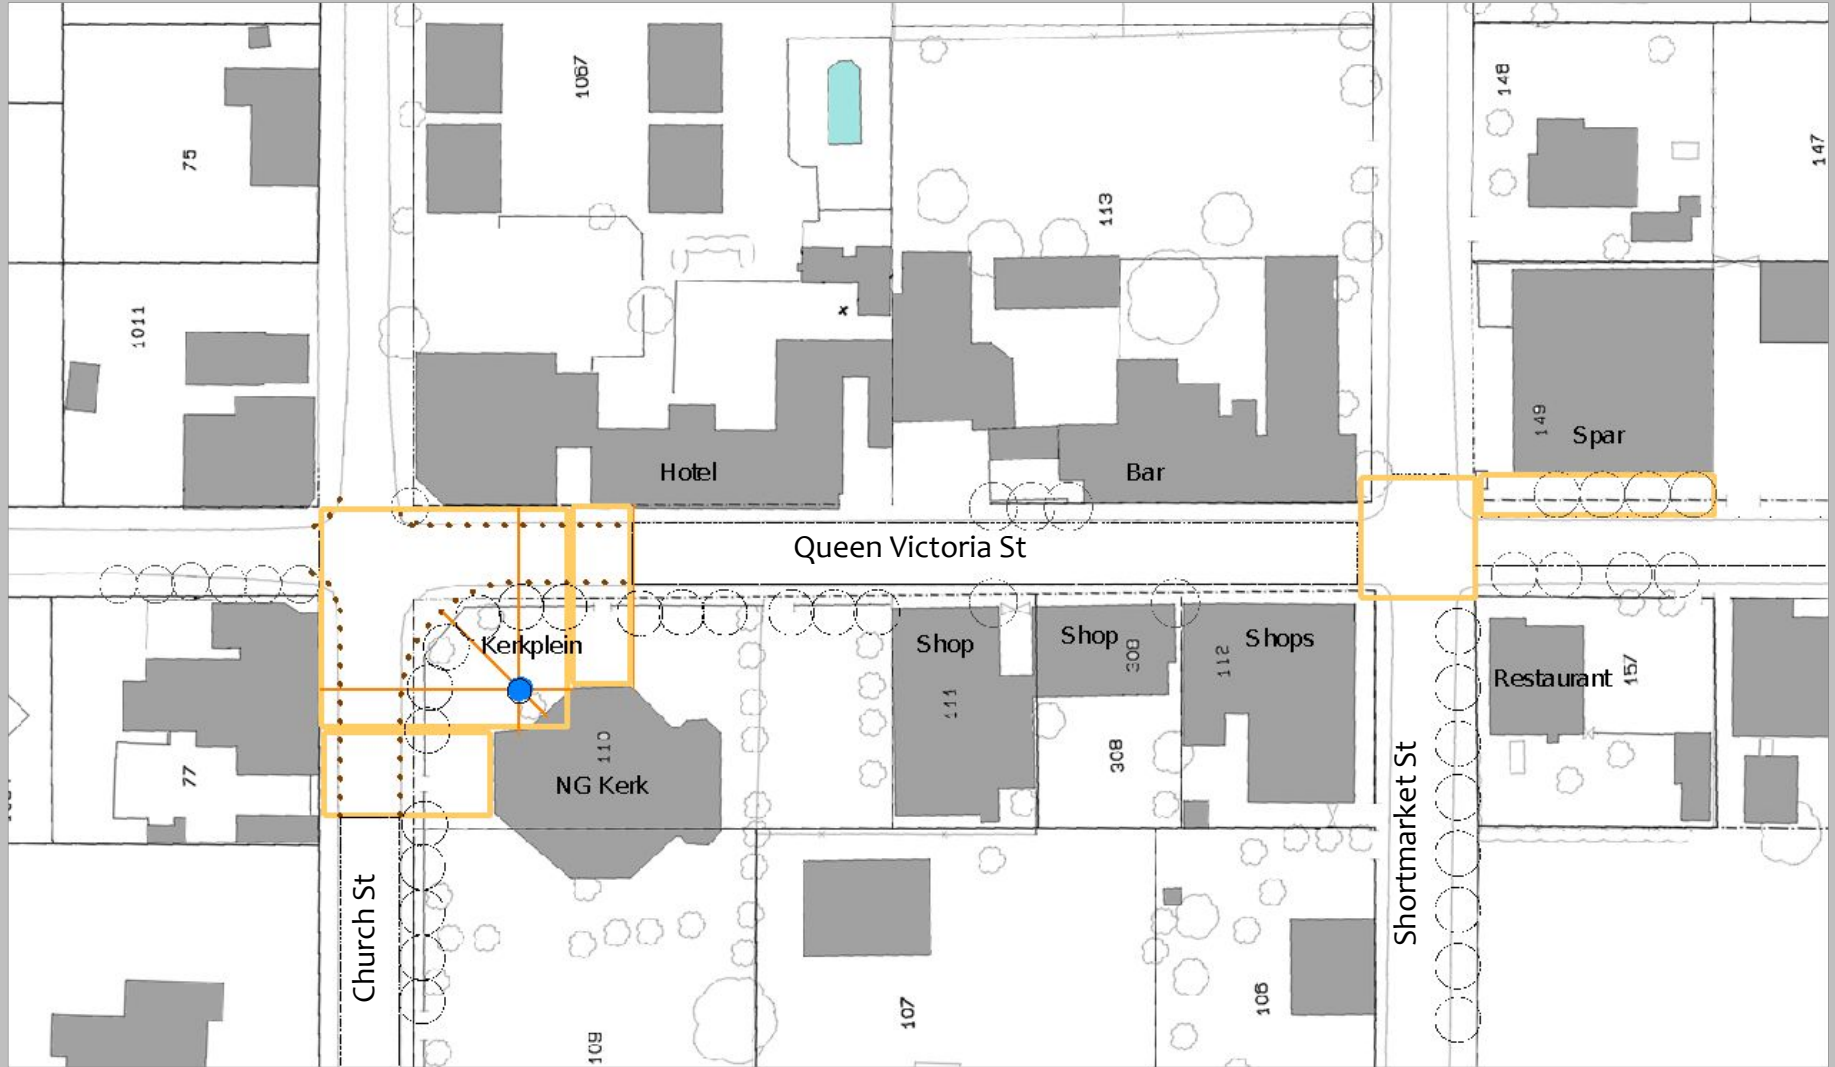 1067
148
75
147
113
1011
149
Spar
Hotel
Bar
Queen Victoria St
Kerkplein
Shop
Shop
308
112
Shops
Restaurant
157
111
110
NG Kerk
77
308
Shortmarket St
Church St
107
106
109